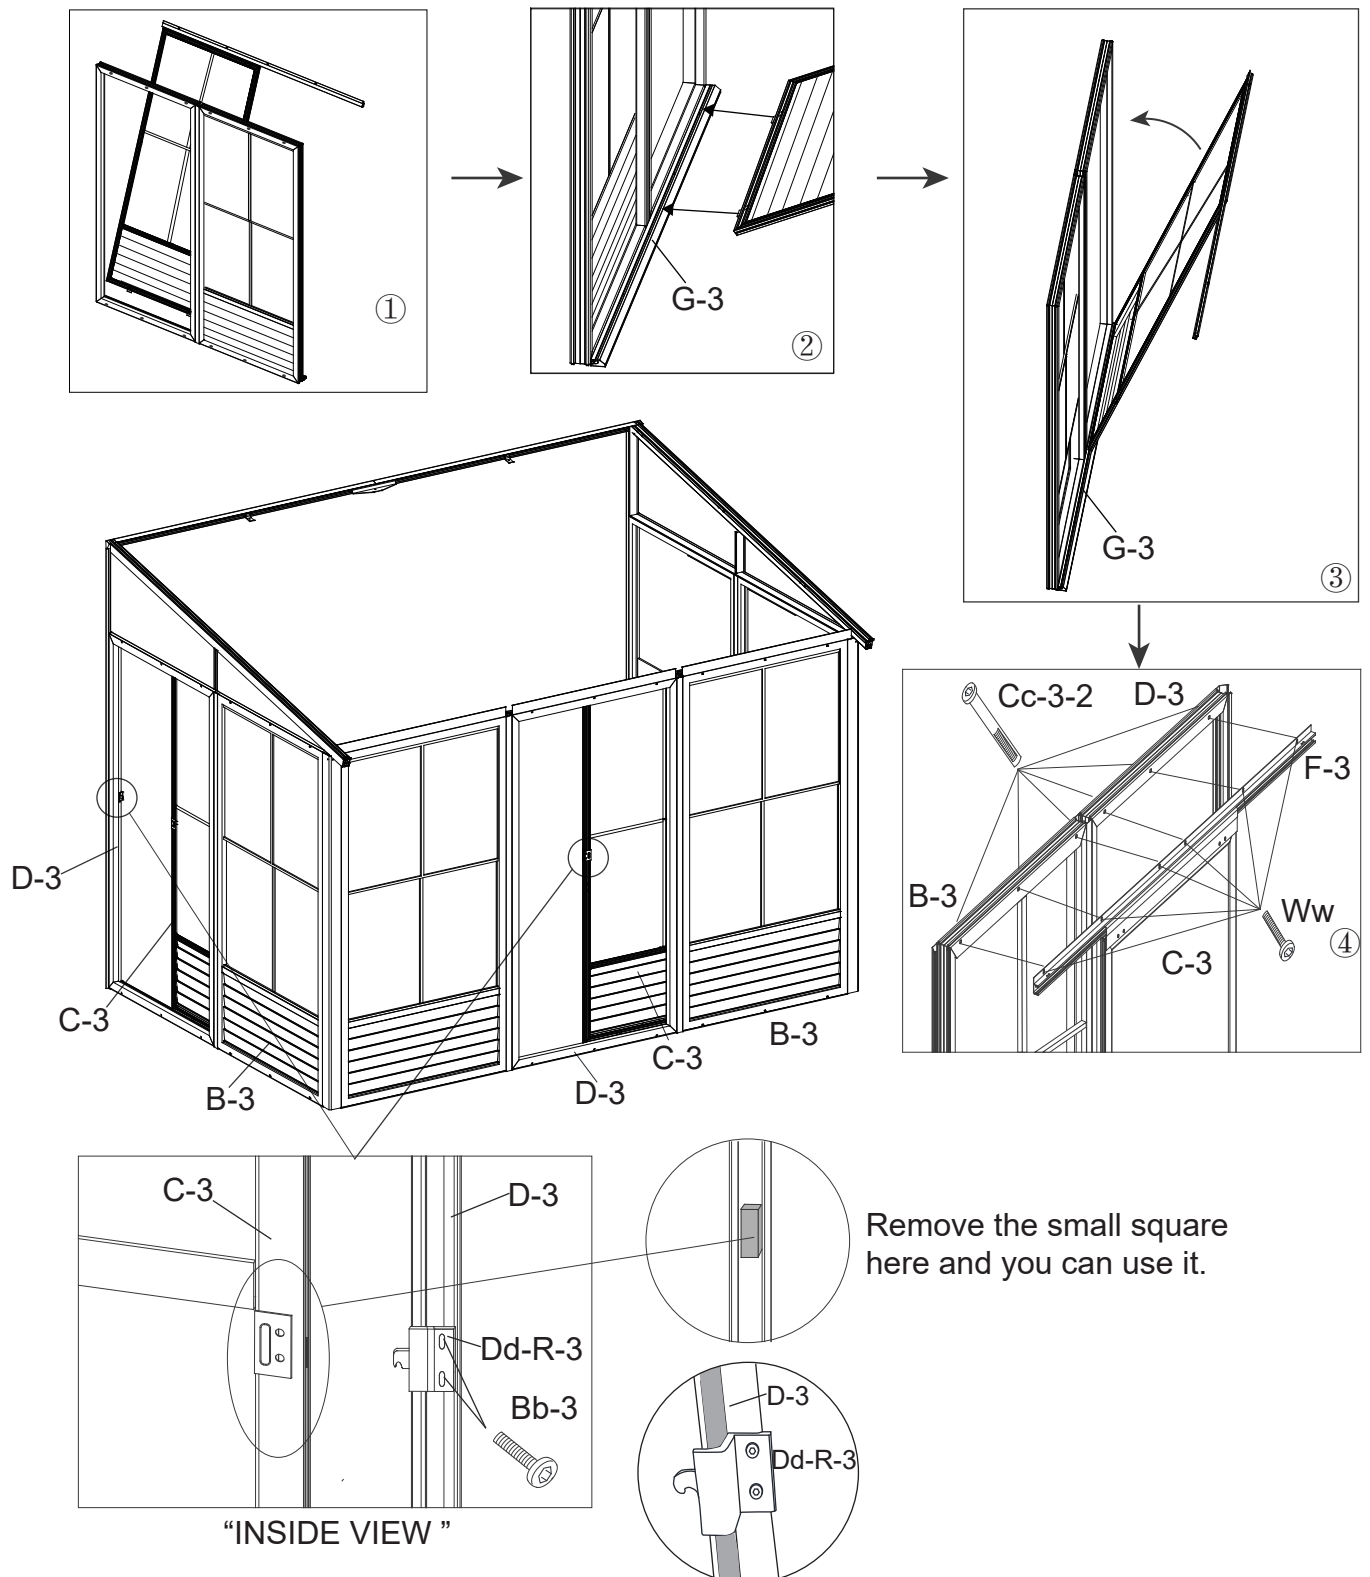 ①
G-3
②
G-3
③
Cc-3-2
D-3
F-3
B-3
Ww
C-3
④
D-3
C-3
B-3
D-3
C-3
B-3
C-3
D-3
Dd-R-3
Bb-3
“INSIDE VIEW ”
Remove the small square
here and you can use it.
D-3
Dd-R-3